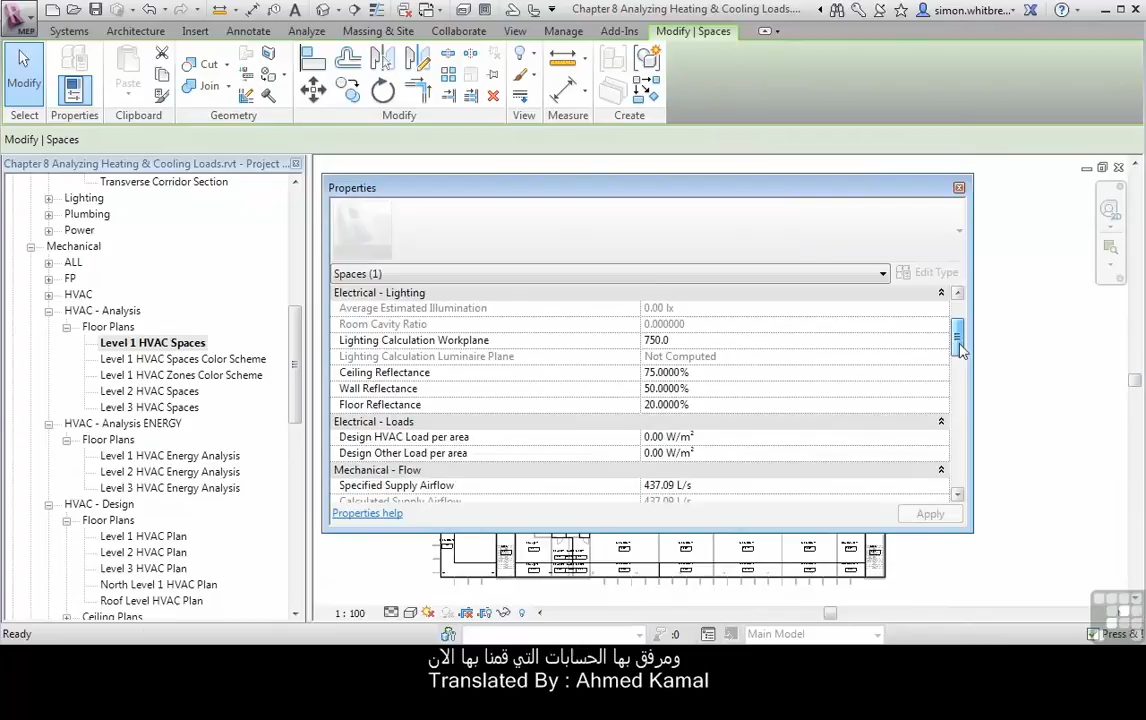 MEP
Chapter 8 Analyzing Heating & Cooling Loads....
simon.whitbre...
Systems
Architecture
Insert
Annotate
Analyze
Massing & Site
Collaborate
View
Manage
Add-Ins
Modify | Spaces
Modify
Paste
Cut
Join
Select
Properties
Clipboard
Geometry
Modify
View
Measure
Create
Modify | Spaces
Chapter 8 Analyzing Heating & Cooling Loads.rvt - Project ...
Transverse Corridor Section
Lighting
Plumbing
Power
Mechanical
ALL
FP
HVAC
HVAC - Analysis
Floor Plans
Level 1 HVAC Spaces
Level 1 HVAC Spaces Color Scheme
Level 1 HVAC Zones Color Scheme
Level 2 HVAC Spaces
Level 3 HVAC Spaces
HVAC - Analysis ENERGY
Floor Plans
Level 1 HVAC Energy Analysis
Level 2 HVAC Energy Analysis
Level 3 HVAC Energy Analysis
HVAC - Design
Floor Plans
Level 1 HVAC Plan
Level 2 HVAC Plan
Level 3 HVAC Plan
North Level 1 HVAC Plan
Roof Level HVAC Plan
Ceiling Plans
Properties
Spaces (1)
Edit Type
Electrical - Lighting
Average Estimated Illumination 0.00 lx
Room Cavity Ratio 0.000000
Lighting Calculation Workplane 750.0
Lighting Calculation Luminaire Plane Not Computed
Ceiling Reflectance 75.0000%
Wall Reflectance 50.0000%
Floor Reflectance 20.0000%
Electrical - Loads
Design HVAC Load per area 0.00 W/m²
Design Other Load per area 0.00 W/m²
Mechanical - Flow
Specified Supply Airflow 437.09 L/s
Calculated Supply Airflow 437.09 L/s
Properties help
Apply
1 : 100
Ready
:0
Main Model
Press &
ومرفق بها الحسابات التي قمنا بها الان
Translated By : Ahmed Kamal